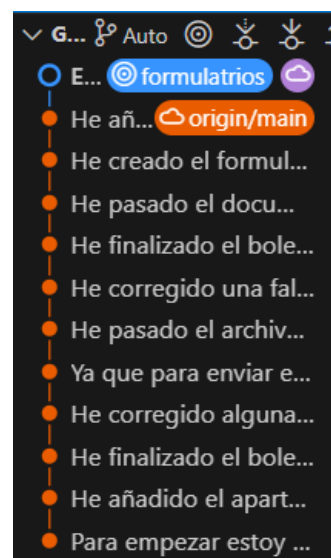 G... Auto
E... formulatrios
He añ... origin/main
He creado el formul...
He pasado el docu...
He finalizado el bole...
He corregido una fal...
He pasado el archiv...
Ya que para enviar e...
He corregido alguna...
He finalizado el bole...
He añadido el apart...
Para empezar estoy ...